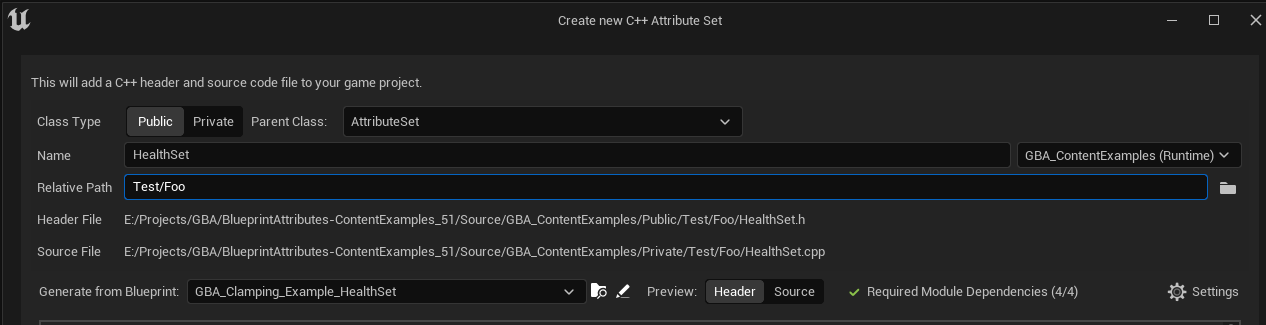 Create new C++ Attribute Set
This will add a C++ header and source code file to your game project.
Class Type Public Private Parent Class: AttributeSet
Name HealthSet GBA_ContentExamples (Runtime)
Relative Path Test/Foo
Header File E:/Projects/GBA/BlueprintAttributes-ContentExamples_51/Source/GBA_ContentExamples/Public/Test/Foo/HealthSet.h
Source File E:/Projects/GBA/BlueprintAttributes-ContentExamples_51/Source/GBA_ContentExamples/Private/Test/Foo/HealthSet.cpp
Generate from Blueprint: GBA_Clamping_Example_HealthSet Preview: Header Source Required Module Dependencies (4/4) Settings